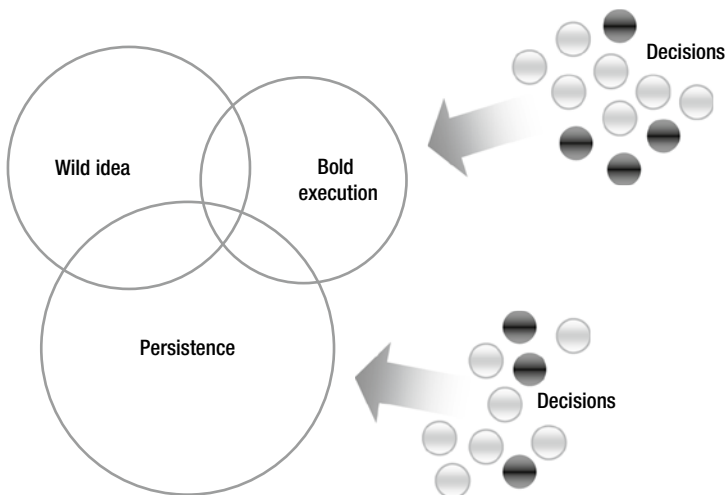 Decisions
Wild idea
Bold
execution
Persistence
Decisions